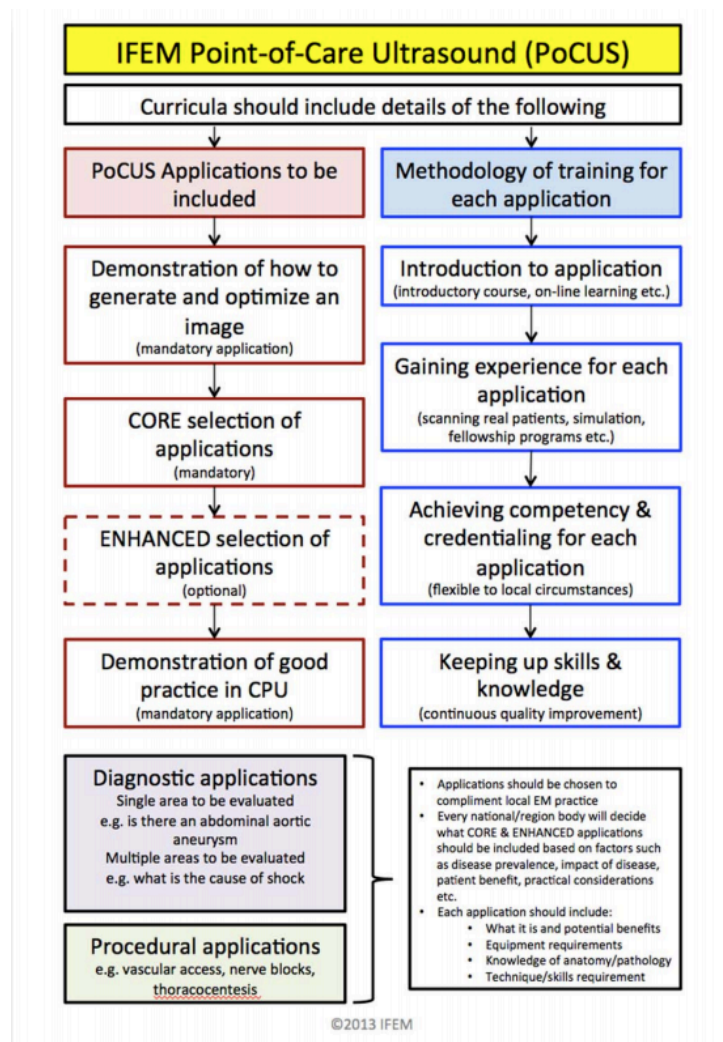 IFEM Point-of-Care Ultrasound (PoCUS)
Curricula should include details of the following
PoCUS Applications to be
included
Demonstration of how to
generate and optimize an
image
(mandatory application)
CORE selection of
applications
(mandatory)
ENHANCED selection of
applications
(optional)
Demonstration of good
practice in CPU
(mandatory application)
Methodology of training for
each application
Introduction to application
(introductory course, on-line learning etc.)
Gaining experience for each
application
(scanning real patients, simulation,
fellowship programs etc.)
Achieving competency &
credentialing for each
application
(flexible to local circumstances)
Keeping up skills &
knowledge
(continuous quality improvement)
Diagnostic applications
Single area to be evaluated
e.g. is there an abdominal aortic
aneurysm
Multiple areas to be evaluated
e.g. what is the cause of shock
Procedural applications
e.g. vascular access, nerve blocks,
thoracocentesis
• Applications should be chosen to
compliment local EM practice
• Every national/region body will decide
what CORE & ENHANCED applications
should be included based on factors such
as disease prevalence, impact of disease,
patient benefit, practical considerations
etc.
• Each application should include:
• What it is and potential benefits
• Equipment requirements
• Knowledge of anatomy/pathology
• Technique/skills requirement
©2013 IFEM